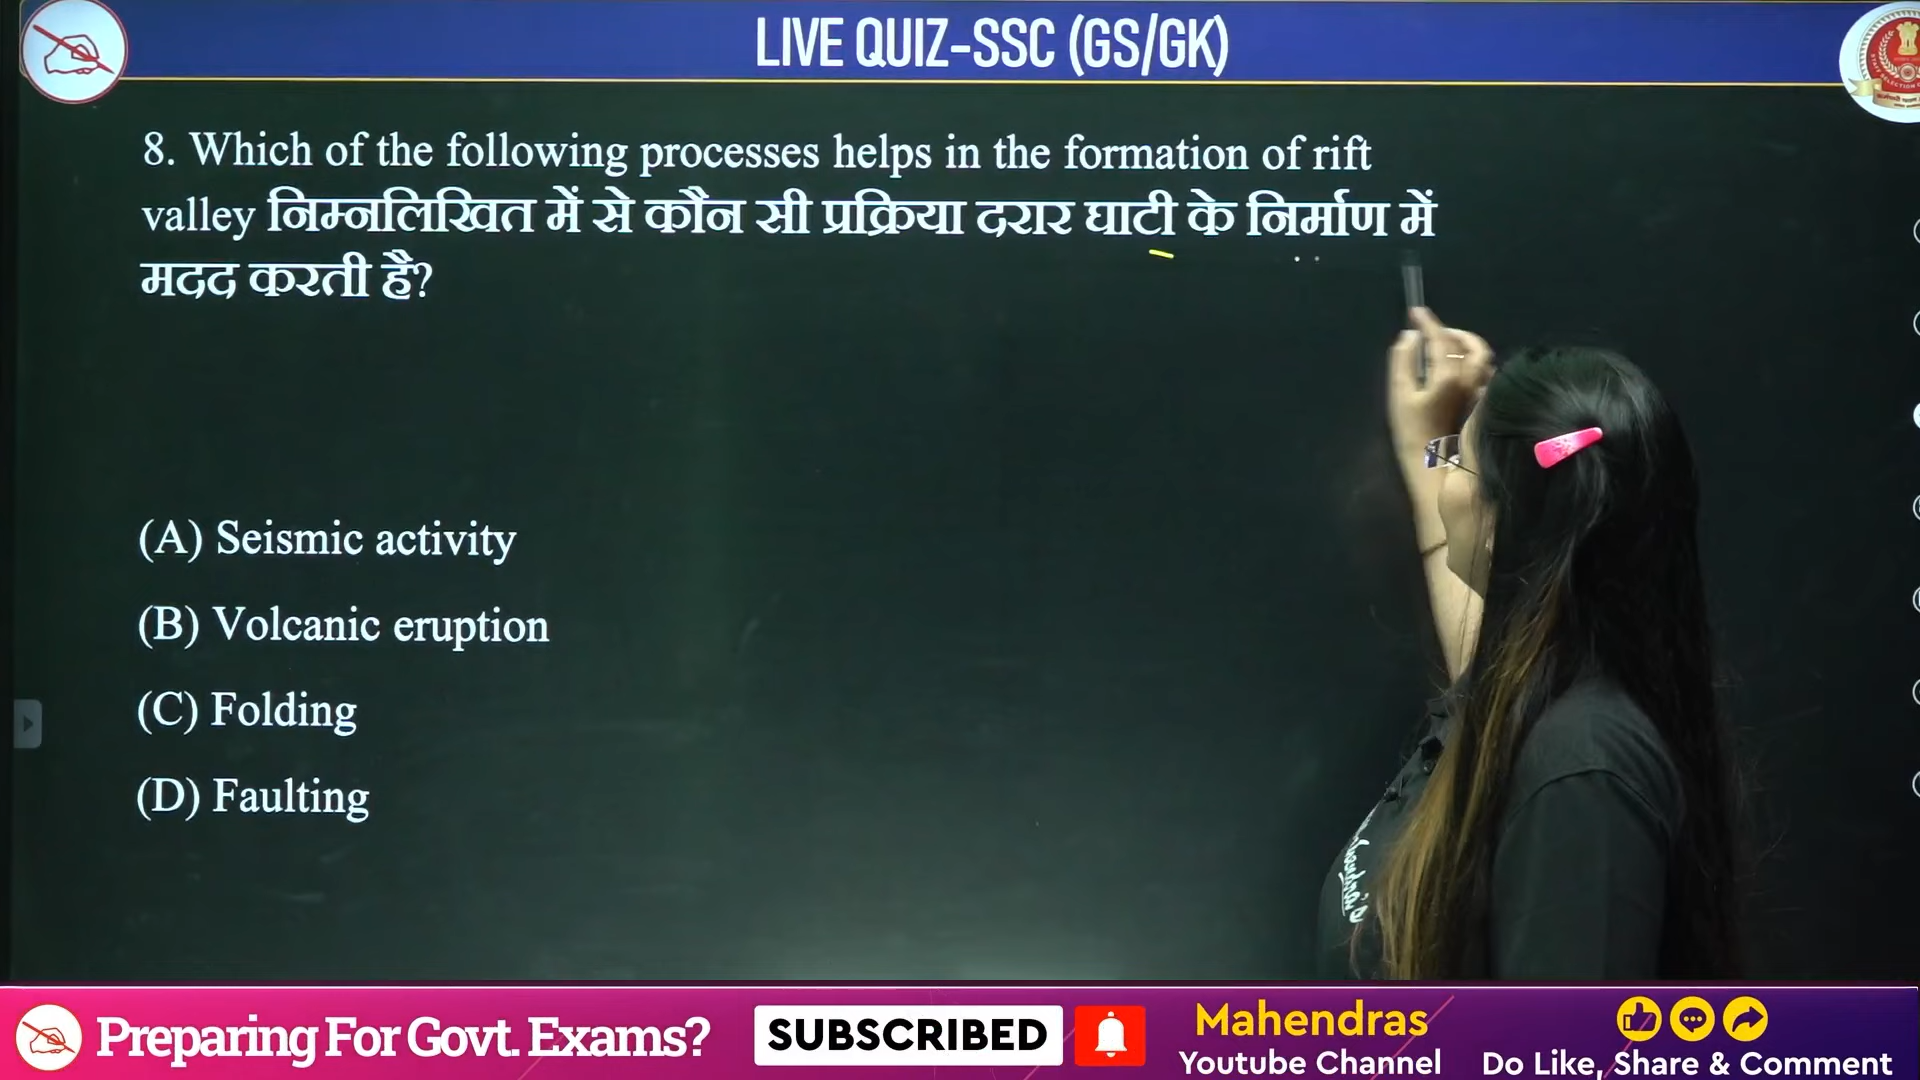 LIVE QUIZ-SSC (GS/GK)
8. Which of the following processes helps in the formation of rift
valley निम्नलिखित में से कौन सी प्रक्रिया दरार घाटी के निर्माण में
मदद करती है?
(A) Seismic activity
(B) Volcanic eruption
(C) Folding
(D) Faulting
Preparing For Govt. Exams?
SUBSCRIBED
Mahendras
Youtube Channel
Do Like, Share & Comment